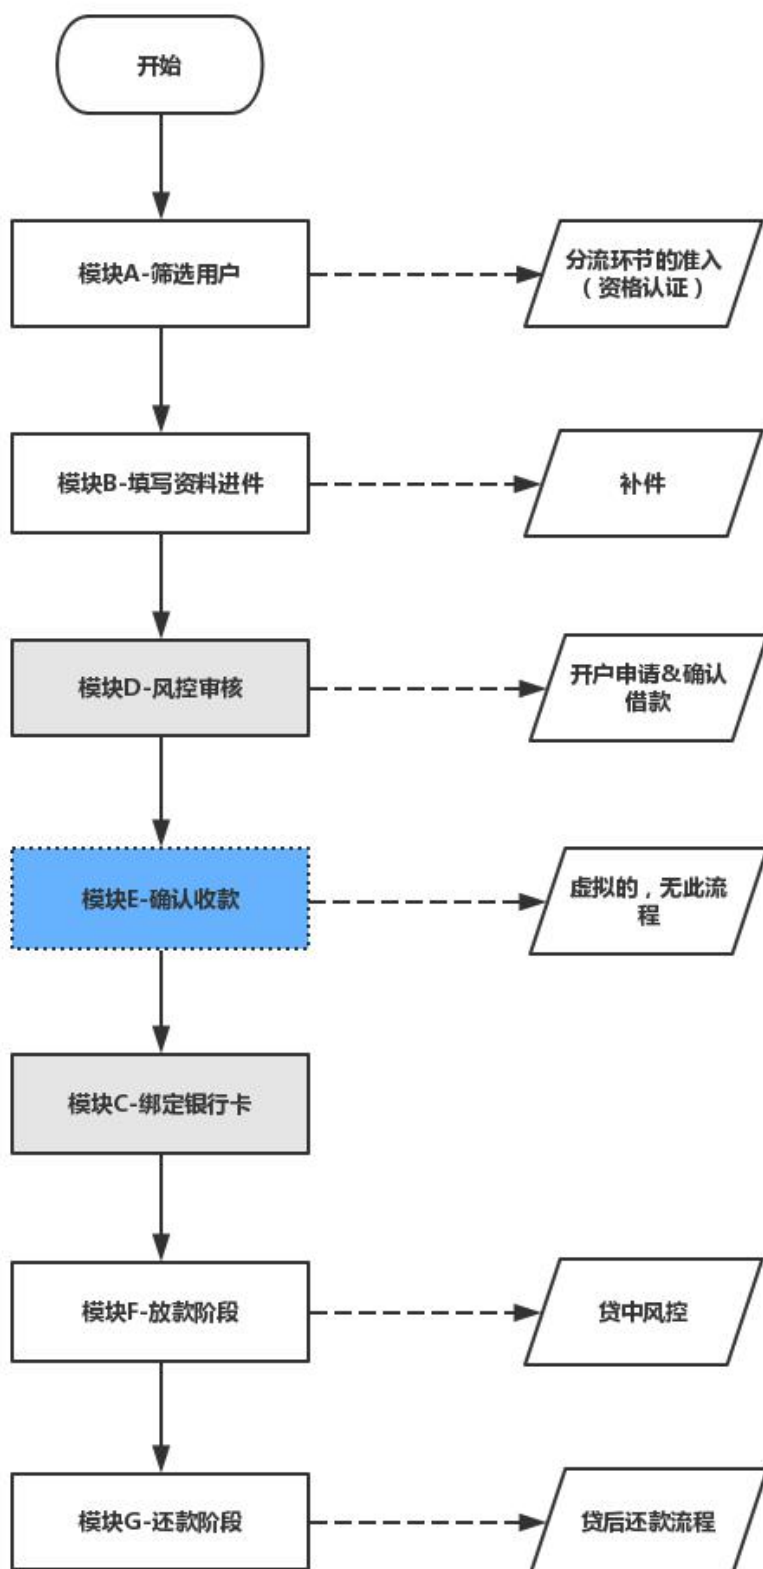 开始
模块A-筛选用户
分流环节的准入
（资格认证）
模块B-填写资料进件
补件
模块D-风控审核
开户申请&确认
借款
模块E-确认收款
虚拟的，无此流
程
模块C-绑定银行卡
模块F-放款阶段
贷中风控
模块G-还款阶段
贷后还款流程